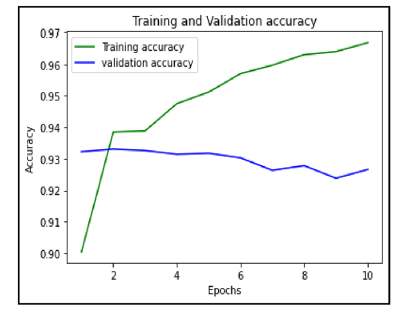 Training and Validation accuracy
Training accuracy
validation accuracy
0.97
0.96
0.95
0.94
0.93
0.92
0.91
0.90
Accuracy
2 4 6 8 10
Epochs